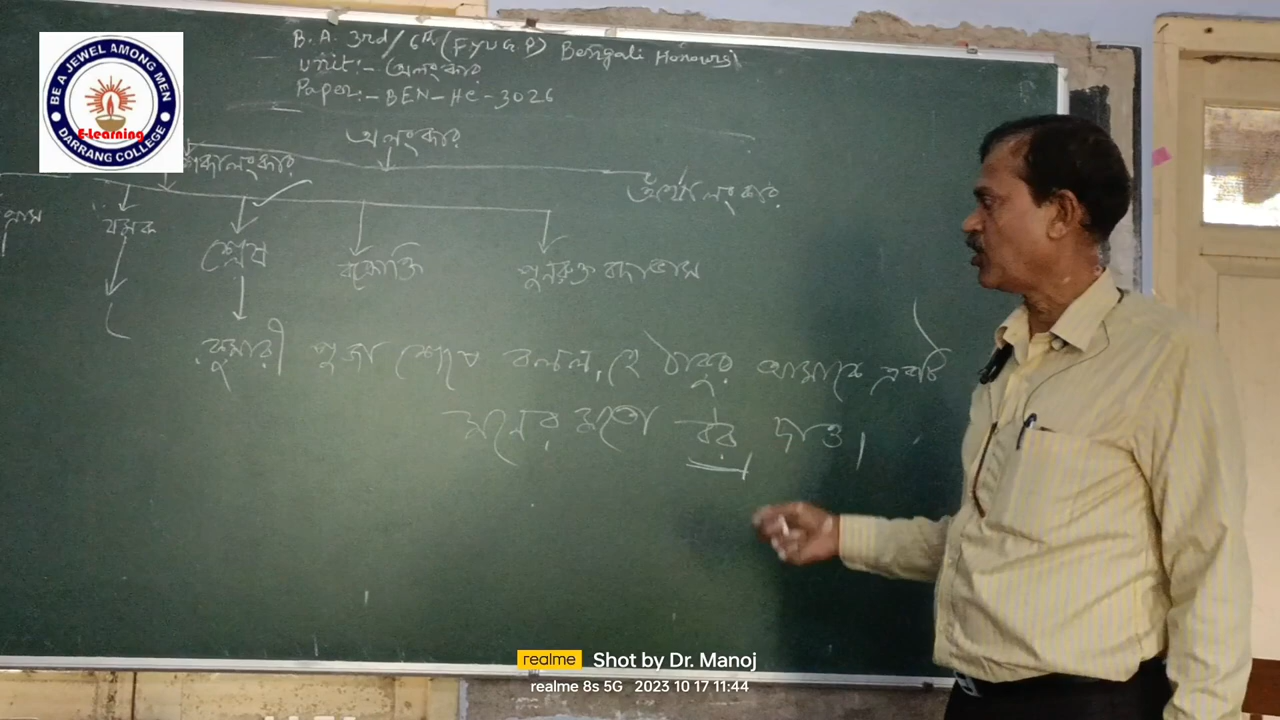 BE A JEWEL AMONG MEN
E-Learning
DARRANG COLLEGE
B.A. 3rd/6th (FYUGP) Bengali Honours
Unit:- অলংকার
Paper:- BEN-HC-3026
অলংকার
শব্দালংকার
অর্থালংকার
যমক
শ্লেষ
বক্রোক্তি
পুনরুক্ত বদাভাস
কুমারী পূজা শেষে বলল, হে ঠাকুর আমাকে একটি
মনের মতো বর দাও।
realme Shot by Dr. Manoj
realme 8s 5G 2023 10 17 11:44